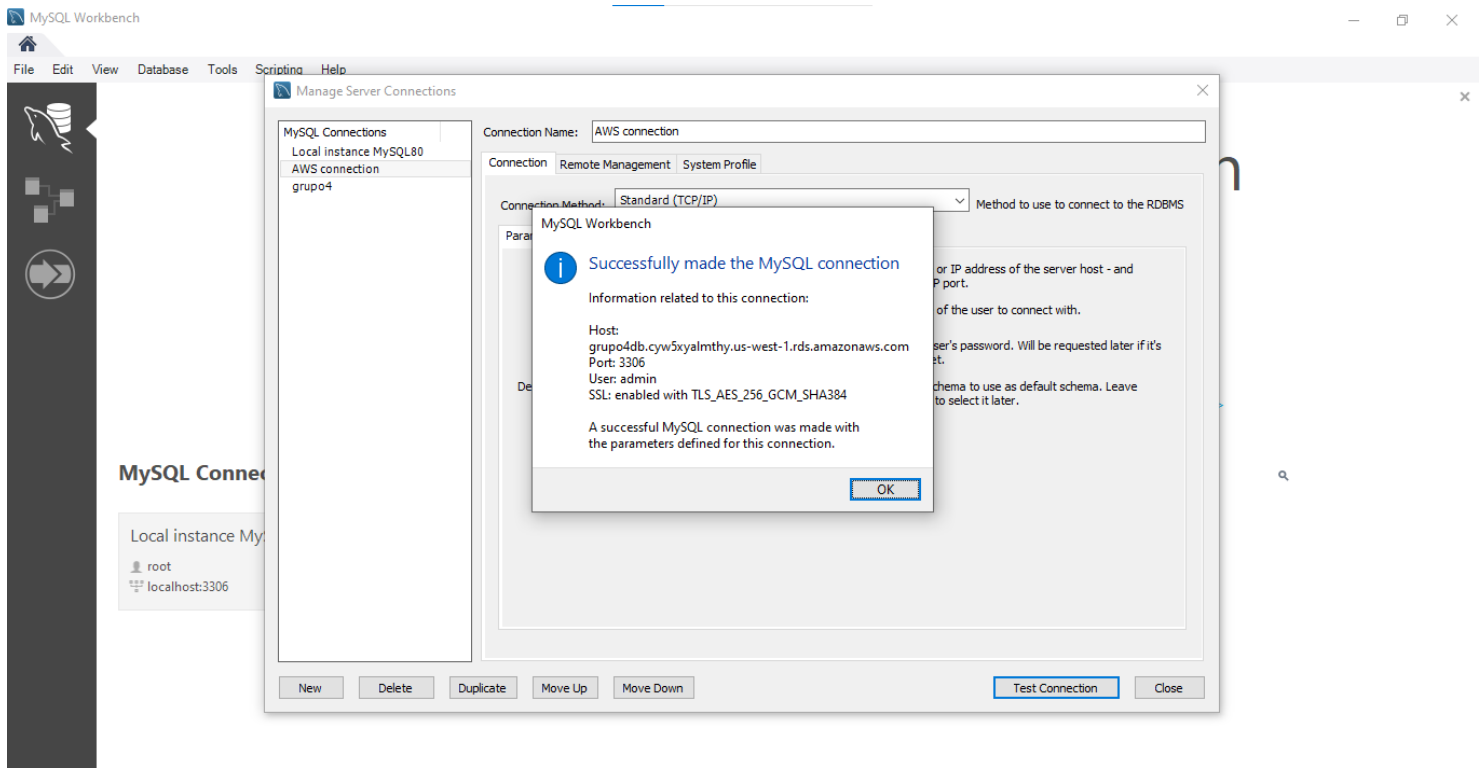 MySQL Workbench
File Edit View Database Tools Scripting Help
Manage Server Connections
MySQL Connections
Local instance MySQL80
AWS connection
grupo4
Connection Name: AWS connection
Connection Remote Management System Profile
Connection Method: Standard (TCP/IP) Method to use to connect to the RDBMS
MySQL Workbench
Successfully made the MySQL connection
Information related to this connection:
Host:
grupo4db.cyw5xyalmthy.us-west-1.rds.amazonaws.com
Port: 3306
User: admin
SSL: enabled with TLS_AES_256_GCM_SHA384
A successful MySQL connection was made with
the parameters defined for this connection.
OK
or IP address of the server host - and
P port.
of the user to connect with.
ser's password. Will be requested later if it's
et.
chema to use as default schema. Leave
to select it later.
Para
De
n
MySQL Connec
Local instance MyS
root
localhost:3306
New Delete Duplicate Move Up Move Down Test Connection Close